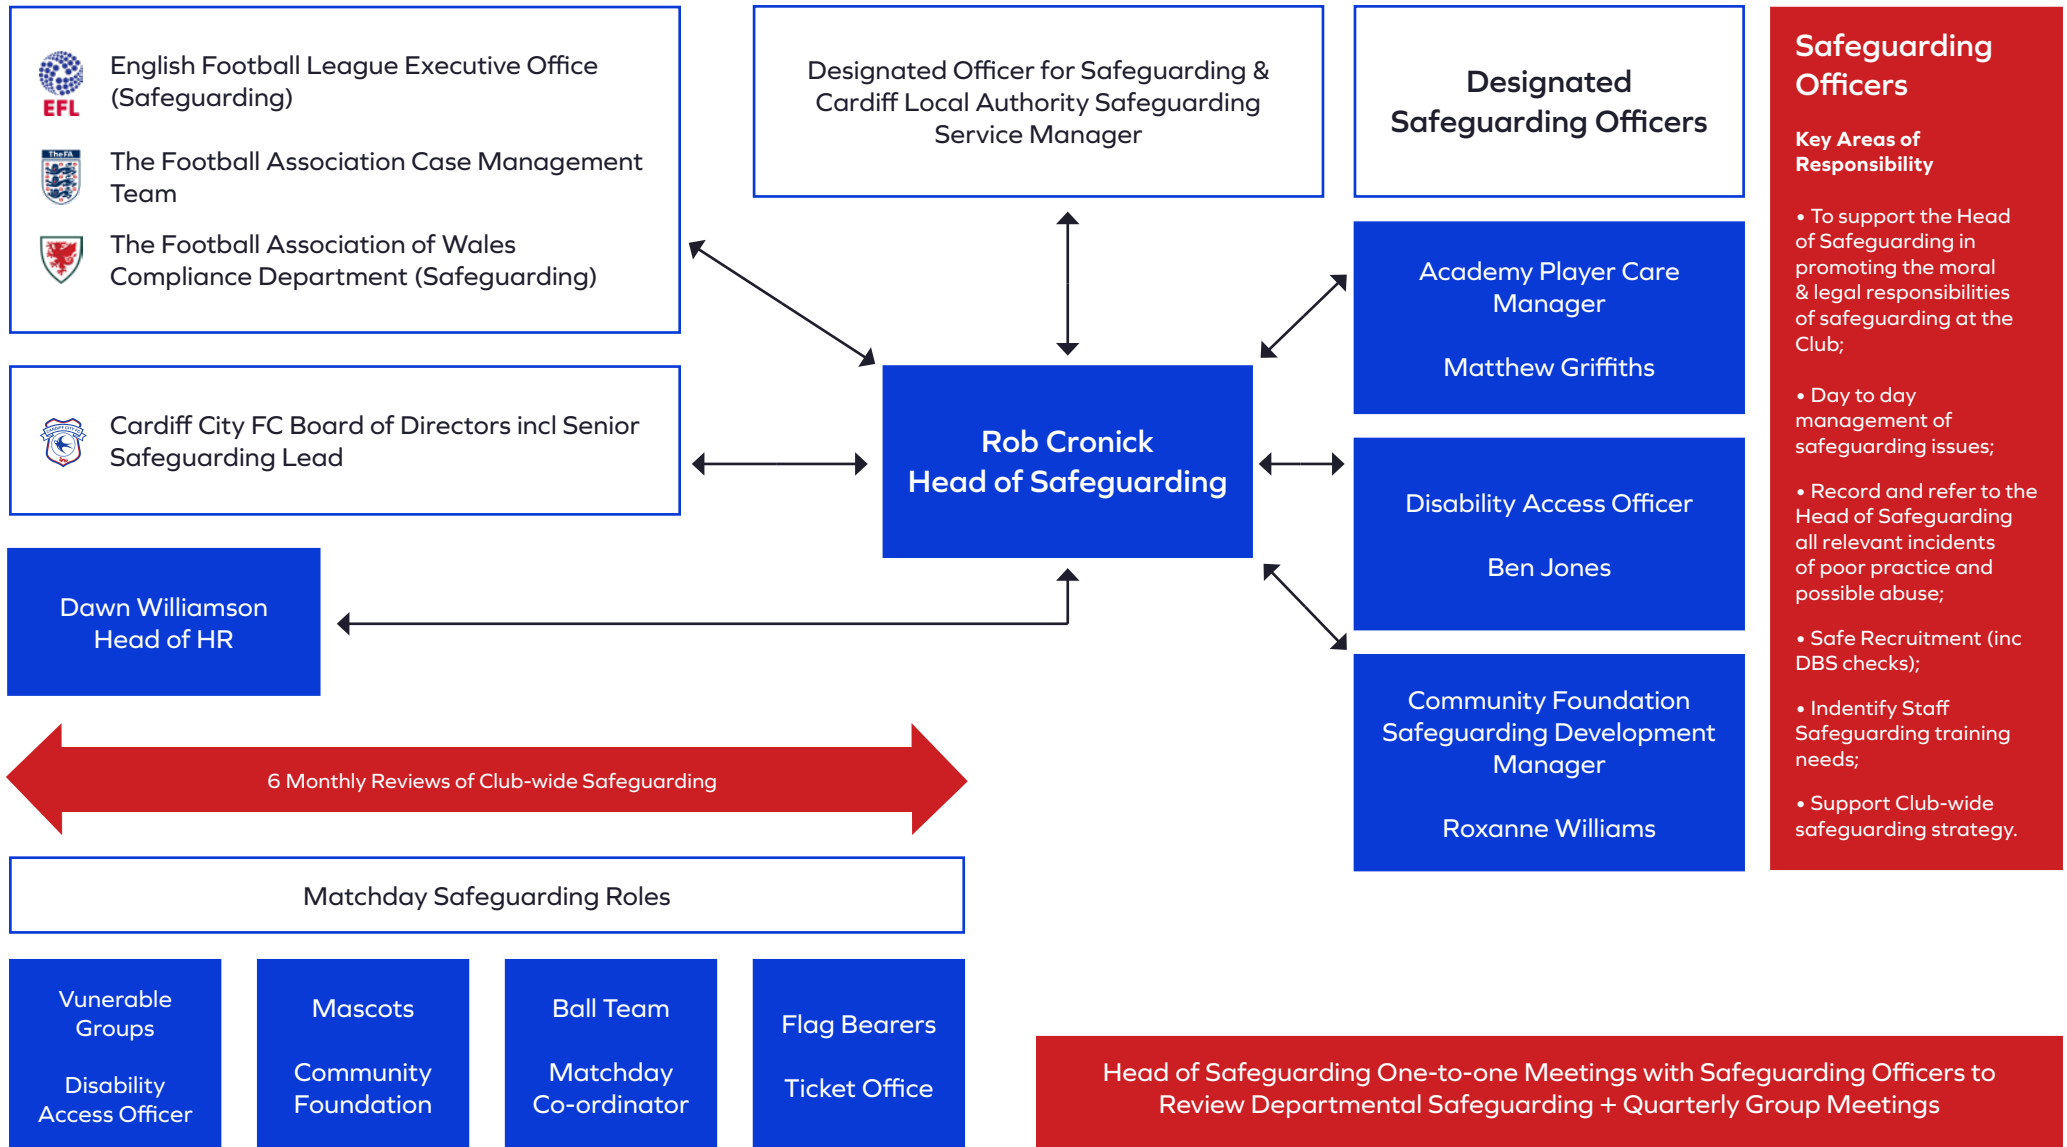 EFL
English Football League Executive Office
(Safeguarding)
The FA
The Football Association Case Management
Team
The Football Association of Wales
Compliance Department (Safeguarding)
Designated Officer for Safeguarding &
Cardiff Local Authority Safeguarding
Service Manager
Designated
Safeguarding Officers
Safeguarding
Officers
Key Areas of
Responsibility
• To support the Head
of Safeguarding in
promoting the moral
& legal responsibilities
of safeguarding at the
Club;
• Day to day
management of
safeguarding issues;
• Record and refer to the
Head of Safeguarding
all relevant incidents
of poor practice and
possible abuse;
• Safe Recruitment (inc
DBS checks);
• Indentify Staff
Safeguarding training
needs;
• Support Club-wide
safeguarding strategy.
Academy Player Care
Manager
Matthew Griffiths
CARDIFF CITY FC
Cardiff City FC Board of Directors incl Senior
Safeguarding Lead
Rob Cronick
Head of Safeguarding
Disability Access Officer
Ben Jones
Dawn Williamson
Head of HR
Community Foundation
Safeguarding Development
Manager
Roxanne Williams
6 Monthly Reviews of Club-wide Safeguarding
Matchday Safeguarding Roles
Vunerable
Groups
Disability
Access Officer
Mascots
Community
Foundation
Ball Team
Matchday
Co-ordinator
Flag Bearers
Ticket Office
Head of Safeguarding One-to-one Meetings with Safeguarding Officers to
Review Departmental Safeguarding + Quarterly Group Meetings